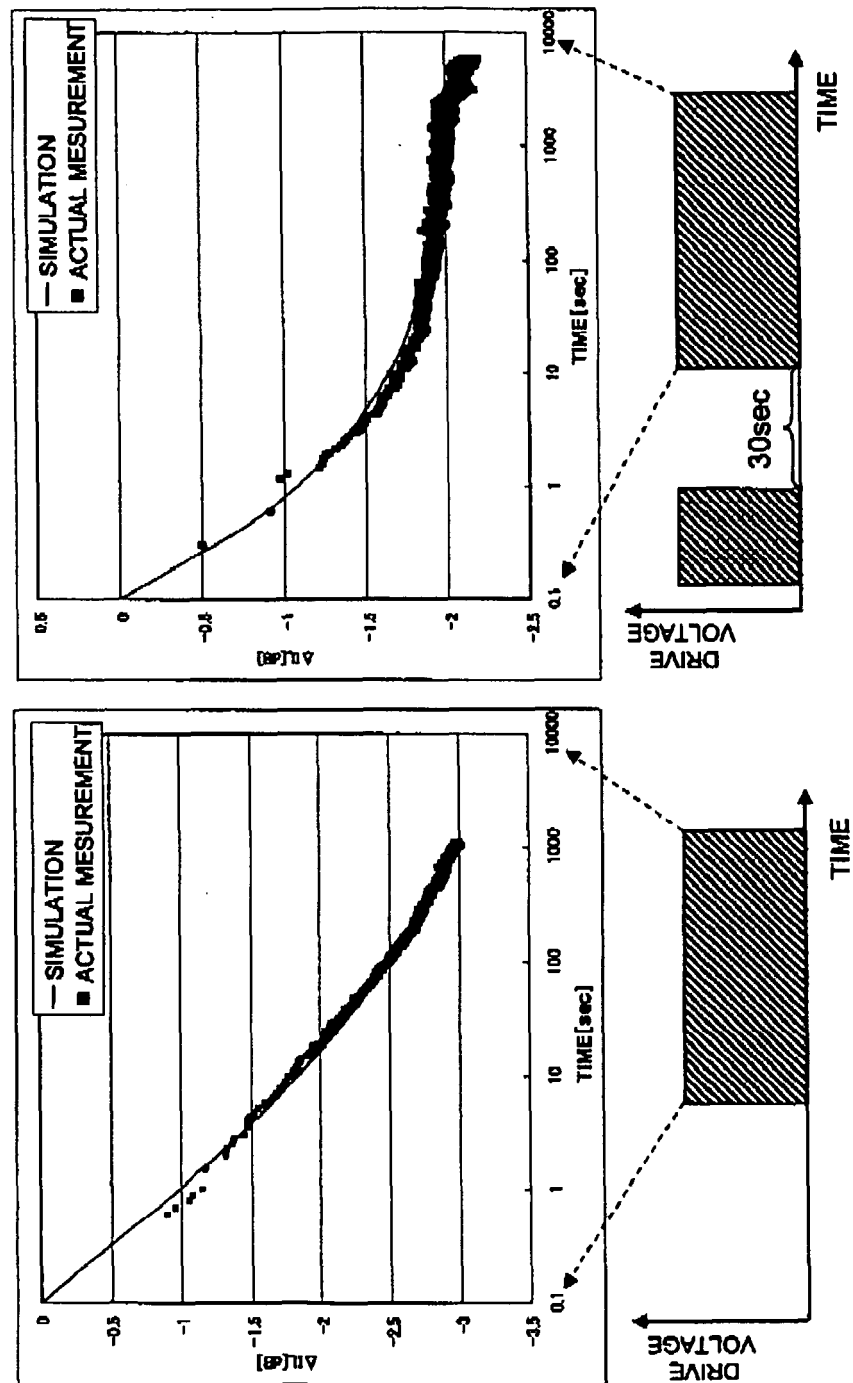 — SIMULATION
■ ACTUAL MESUREMENT
0
-0.5
-1
-1.5
-2
-2.5
-3
-3.5
ΔIL[dB]
0.1
1
10
100
1000
10000
TIME[sec]
DRIVE
VOLTAGE
TIME
— SIMULATION
■ ACTUAL MESUREMENT
0.5
0
-0.5
-1
-1.5
-2
-2.5
ΔIL[dB]
0.1
1
10
100
1000
10000
TIME[sec]
DRIVE
VOLTAGE
30sec
TIME